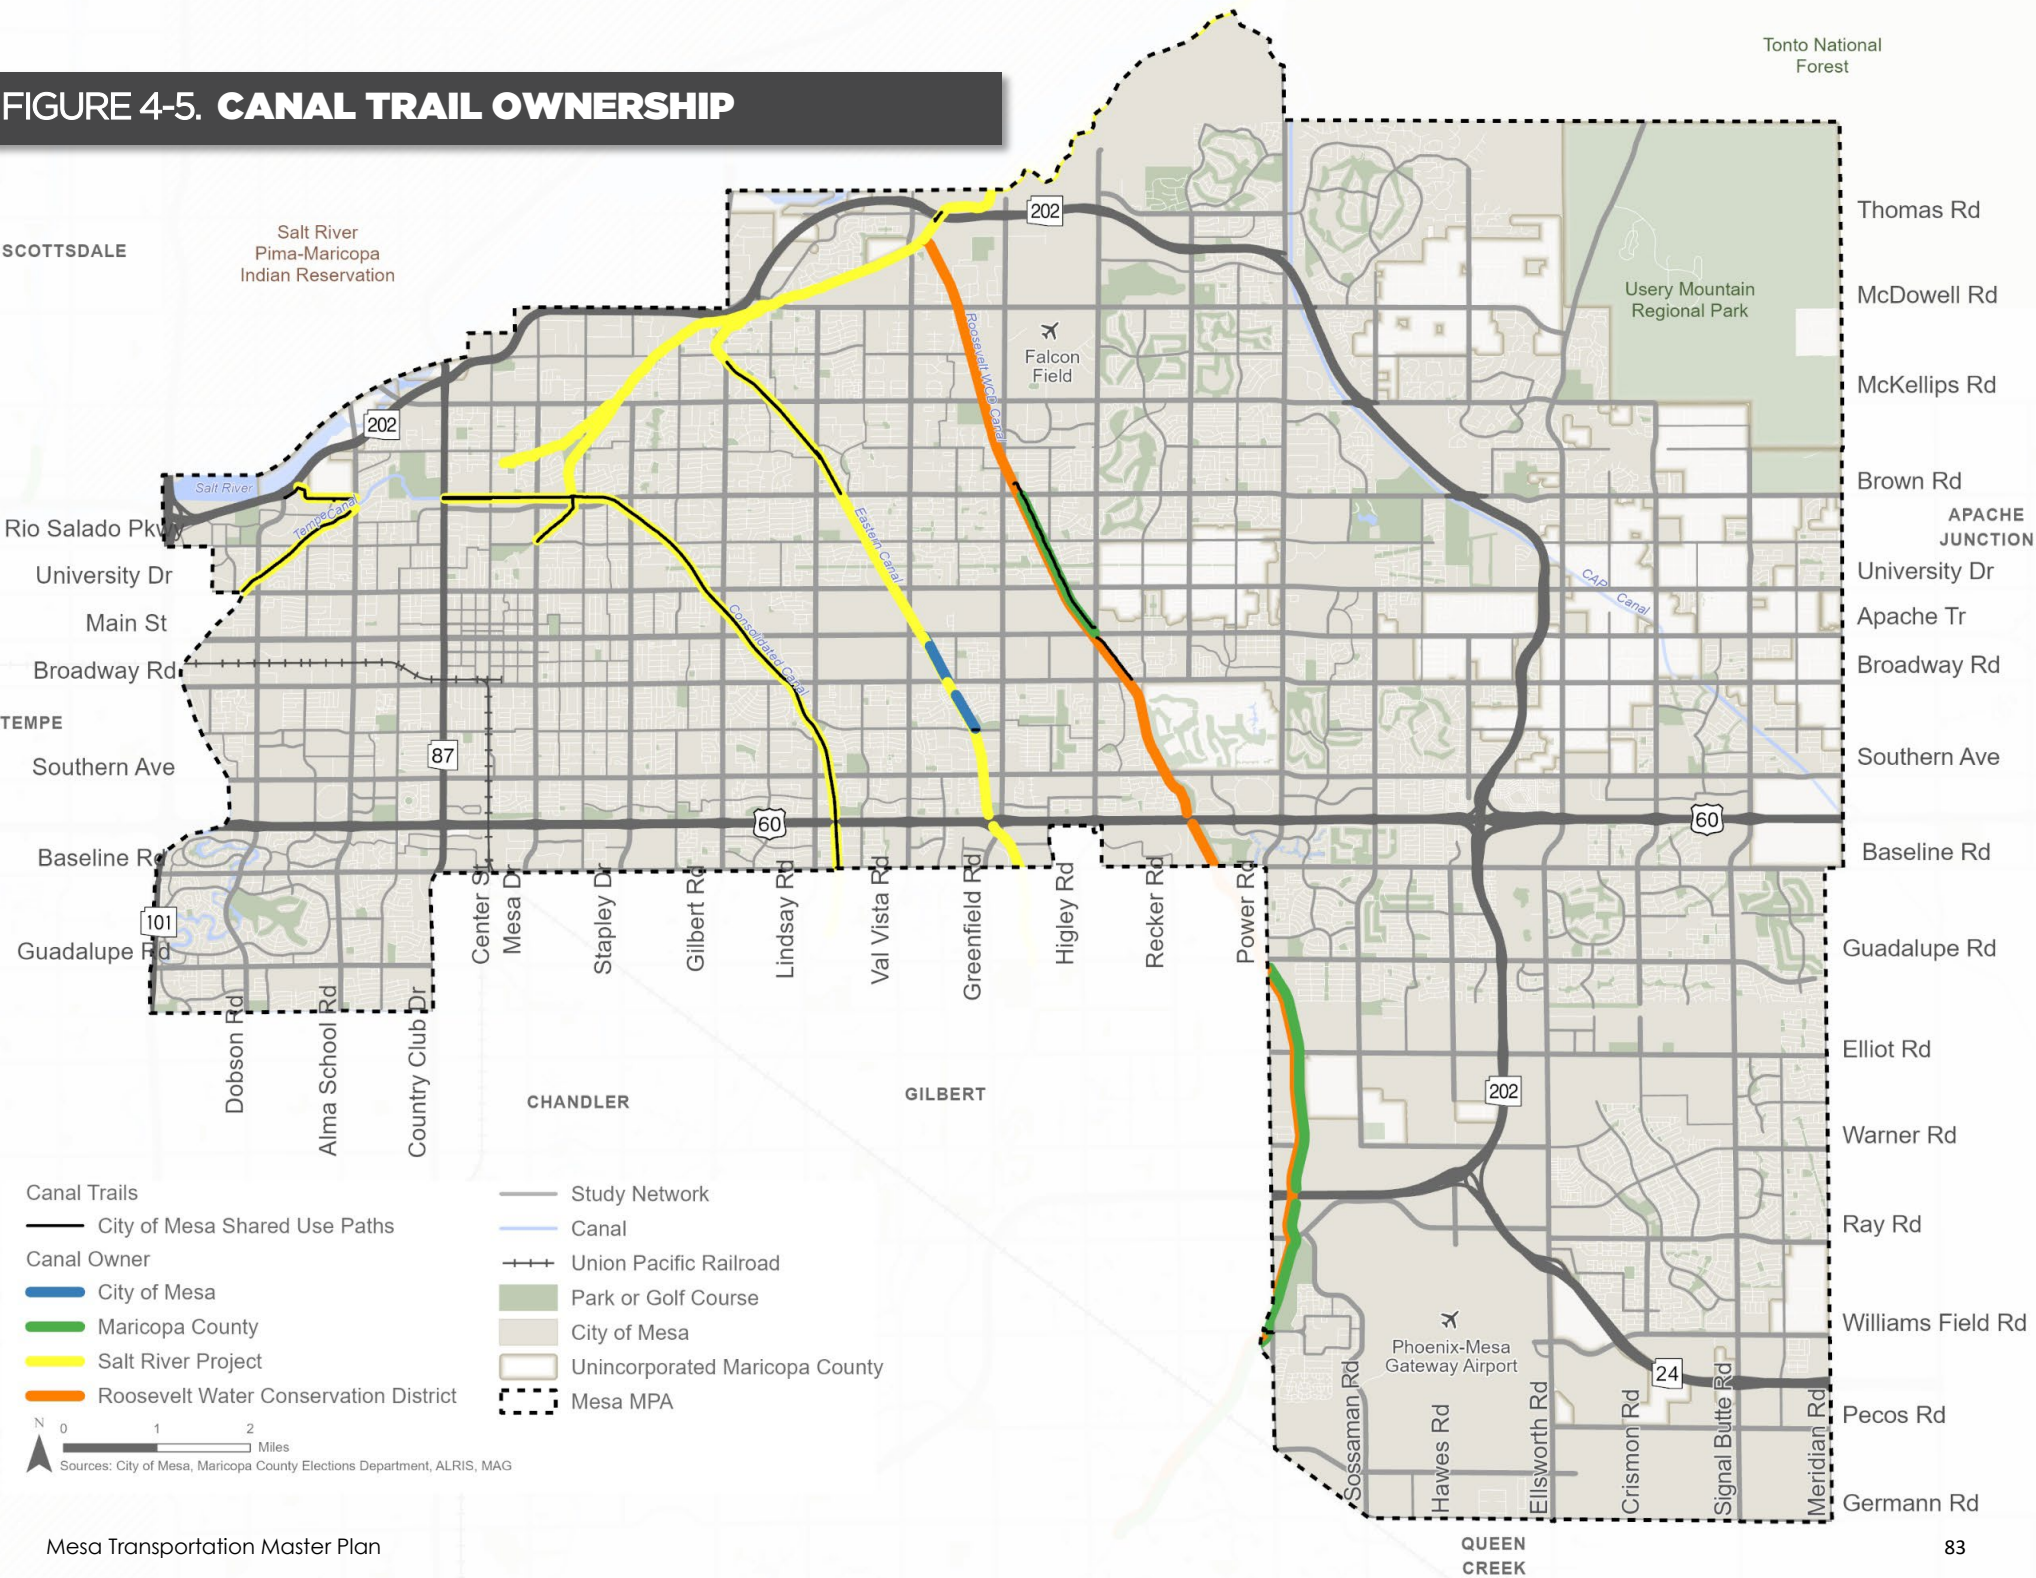 FIGURE 4-5. CANAL TRAIL OWNERSHIP
Tonto National
Forest
SCOTTSDALE
Salt River
Pima-Maricopa
Indian Reservation
202
Thomas Rd
Usery Mountain
Regional Park
McDowell Rd
Roosevelt WCD Canal
Falcon
Field
McKellips Rd
202
Salt River
Brown Rd
Tempe Canal
Rio Salado Pkwy
APACHE
JUNCTION
Eastern Canal
University Dr
University Dr
CAP Canal
Main St
Apache Tr
Consolidated Canal
Broadway Rd
Broadway Rd
TEMPE
87
Southern Ave
Southern Ave
60
60
Baseline Rd
Baseline Rd
101
Guadalupe Rd
Guadalupe Rd
Dobson Rd
Alma School Rd
Country Club Dr
Center St
Mesa Dr
Stapley Dr
Gilbert Rd
Lindsay Rd
Val Vista Rd
Greenfield Rd
Higley Rd
Recker Rd
Power Rd
Elliot Rd
CHANDLER
GILBERT
202
Warner Rd
Ray Rd
Williams Field Rd
Phoenix-Mesa
Gateway Airport
24
Pecos Rd
Sossaman Rd
Hawes Rd
Ellsworth Rd
Crismon Rd
Signal Butte Rd
Meridian Rd
Germann Rd
QUEEN
CREEK
Canal Trails
City of Mesa Shared Use Paths
Canal Owner
City of Mesa
Maricopa County
Salt River Project
Roosevelt Water Conservation District
Study Network
Canal
Union Pacific Railroad
Park or Golf Course
City of Mesa
Unincorporated Maricopa County
Mesa MPA
N
0 1 2
Miles
Sources: City of Mesa, Maricopa County Elections Department, ALRIS, MAG
Mesa Transportation Master Plan
83